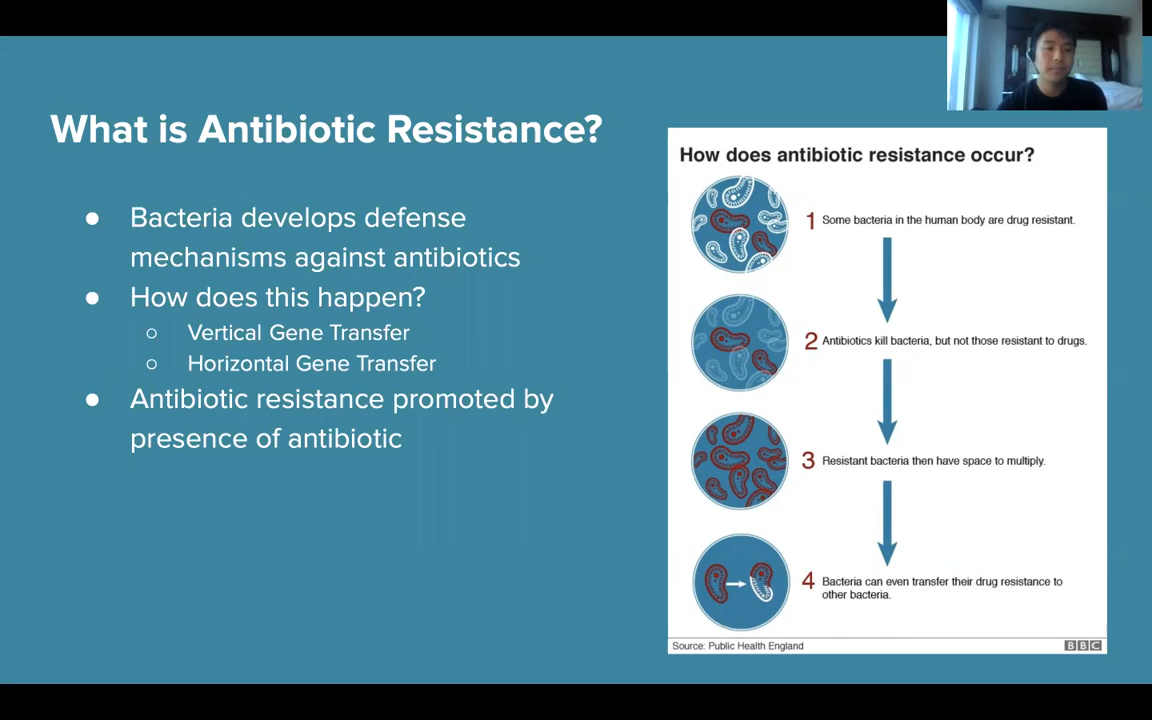 What is Antibiotic Resistance?
● Bacteria develops defense
mechanisms against antibiotics
● How does this happen?
○ Vertical Gene Transfer
○ Horizontal Gene Transfer
● Antibiotic resistance promoted by
presence of antibiotic
How does antibiotic resistance occur?
1 Some bacteria in the human body are drug resistant.
2 Antibiotics kill bacteria, but not those resistant to drugs.
3 Resistant bacteria then have space to multiply.
4 Bacteria can even transfer their drug resistance to
other bacteria.
Source: Public Health England
BBC